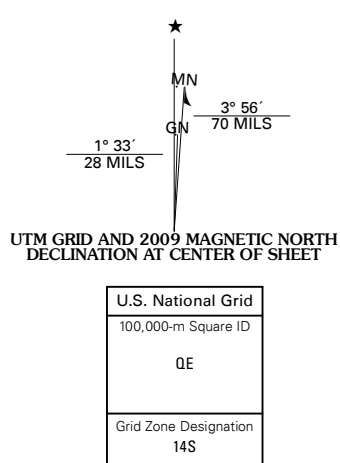 ★
MN
3° 56´
70 MILS
GN
1° 33´
28 MILS
UTM GRID AND 2009 MAGNETIC NORTH
DECLINATION AT CENTER OF SHEET
U.S. National Grid
100,000-m Square ID
QE
Grid Zone Designation
14S